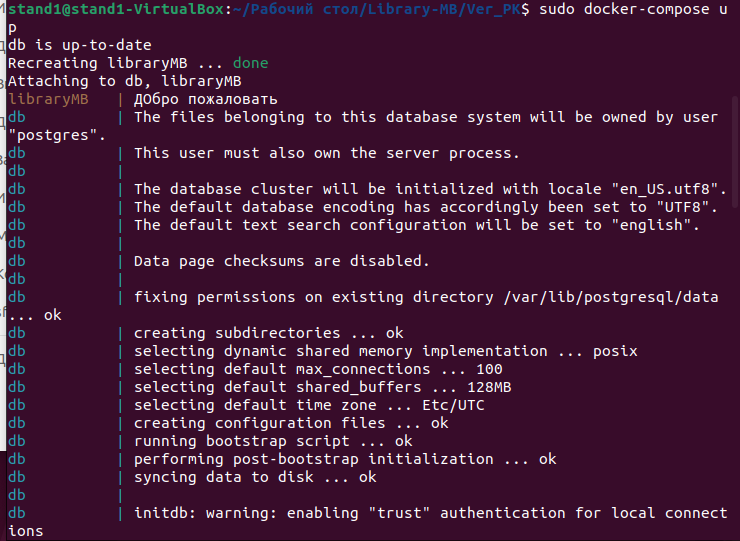 stand1@stand1-VirtualBox:~/Рабочий стол/Library-MB/Ver_PK$ sudo docker-compose u
p
db is up-to-date
Recreating libraryMB ... done
Attaching to db, libraryMB
libraryMB   | ДОбро пожаловать
db          | The files belonging to this database system will be owned by user
"postgres".
db          | This user must also own the server process.
db          |
db          | The database cluster will be initialized with locale "en_US.utf8".
db          | The default database encoding has accordingly been set to "UTF8".
db          | The default text search configuration will be set to "english".
db          |
db          | Data page checksums are disabled.
db          |
db          | fixing permissions on existing directory /var/lib/postgresql/data
... ok
db          | creating subdirectories ... ok
db          | selecting dynamic shared memory implementation ... posix
db          | selecting default max_connections ... 100
db          | selecting default shared_buffers ... 128MB
db          | selecting default time zone ... Etc/UTC
db          | creating configuration files ... ok
db          | running bootstrap script ... ok
db          | performing post-bootstrap initialization ... ok
db          | syncing data to disk ... ok
db          |
db          | initdb: warning: enabling "trust" authentication for local connect
ions